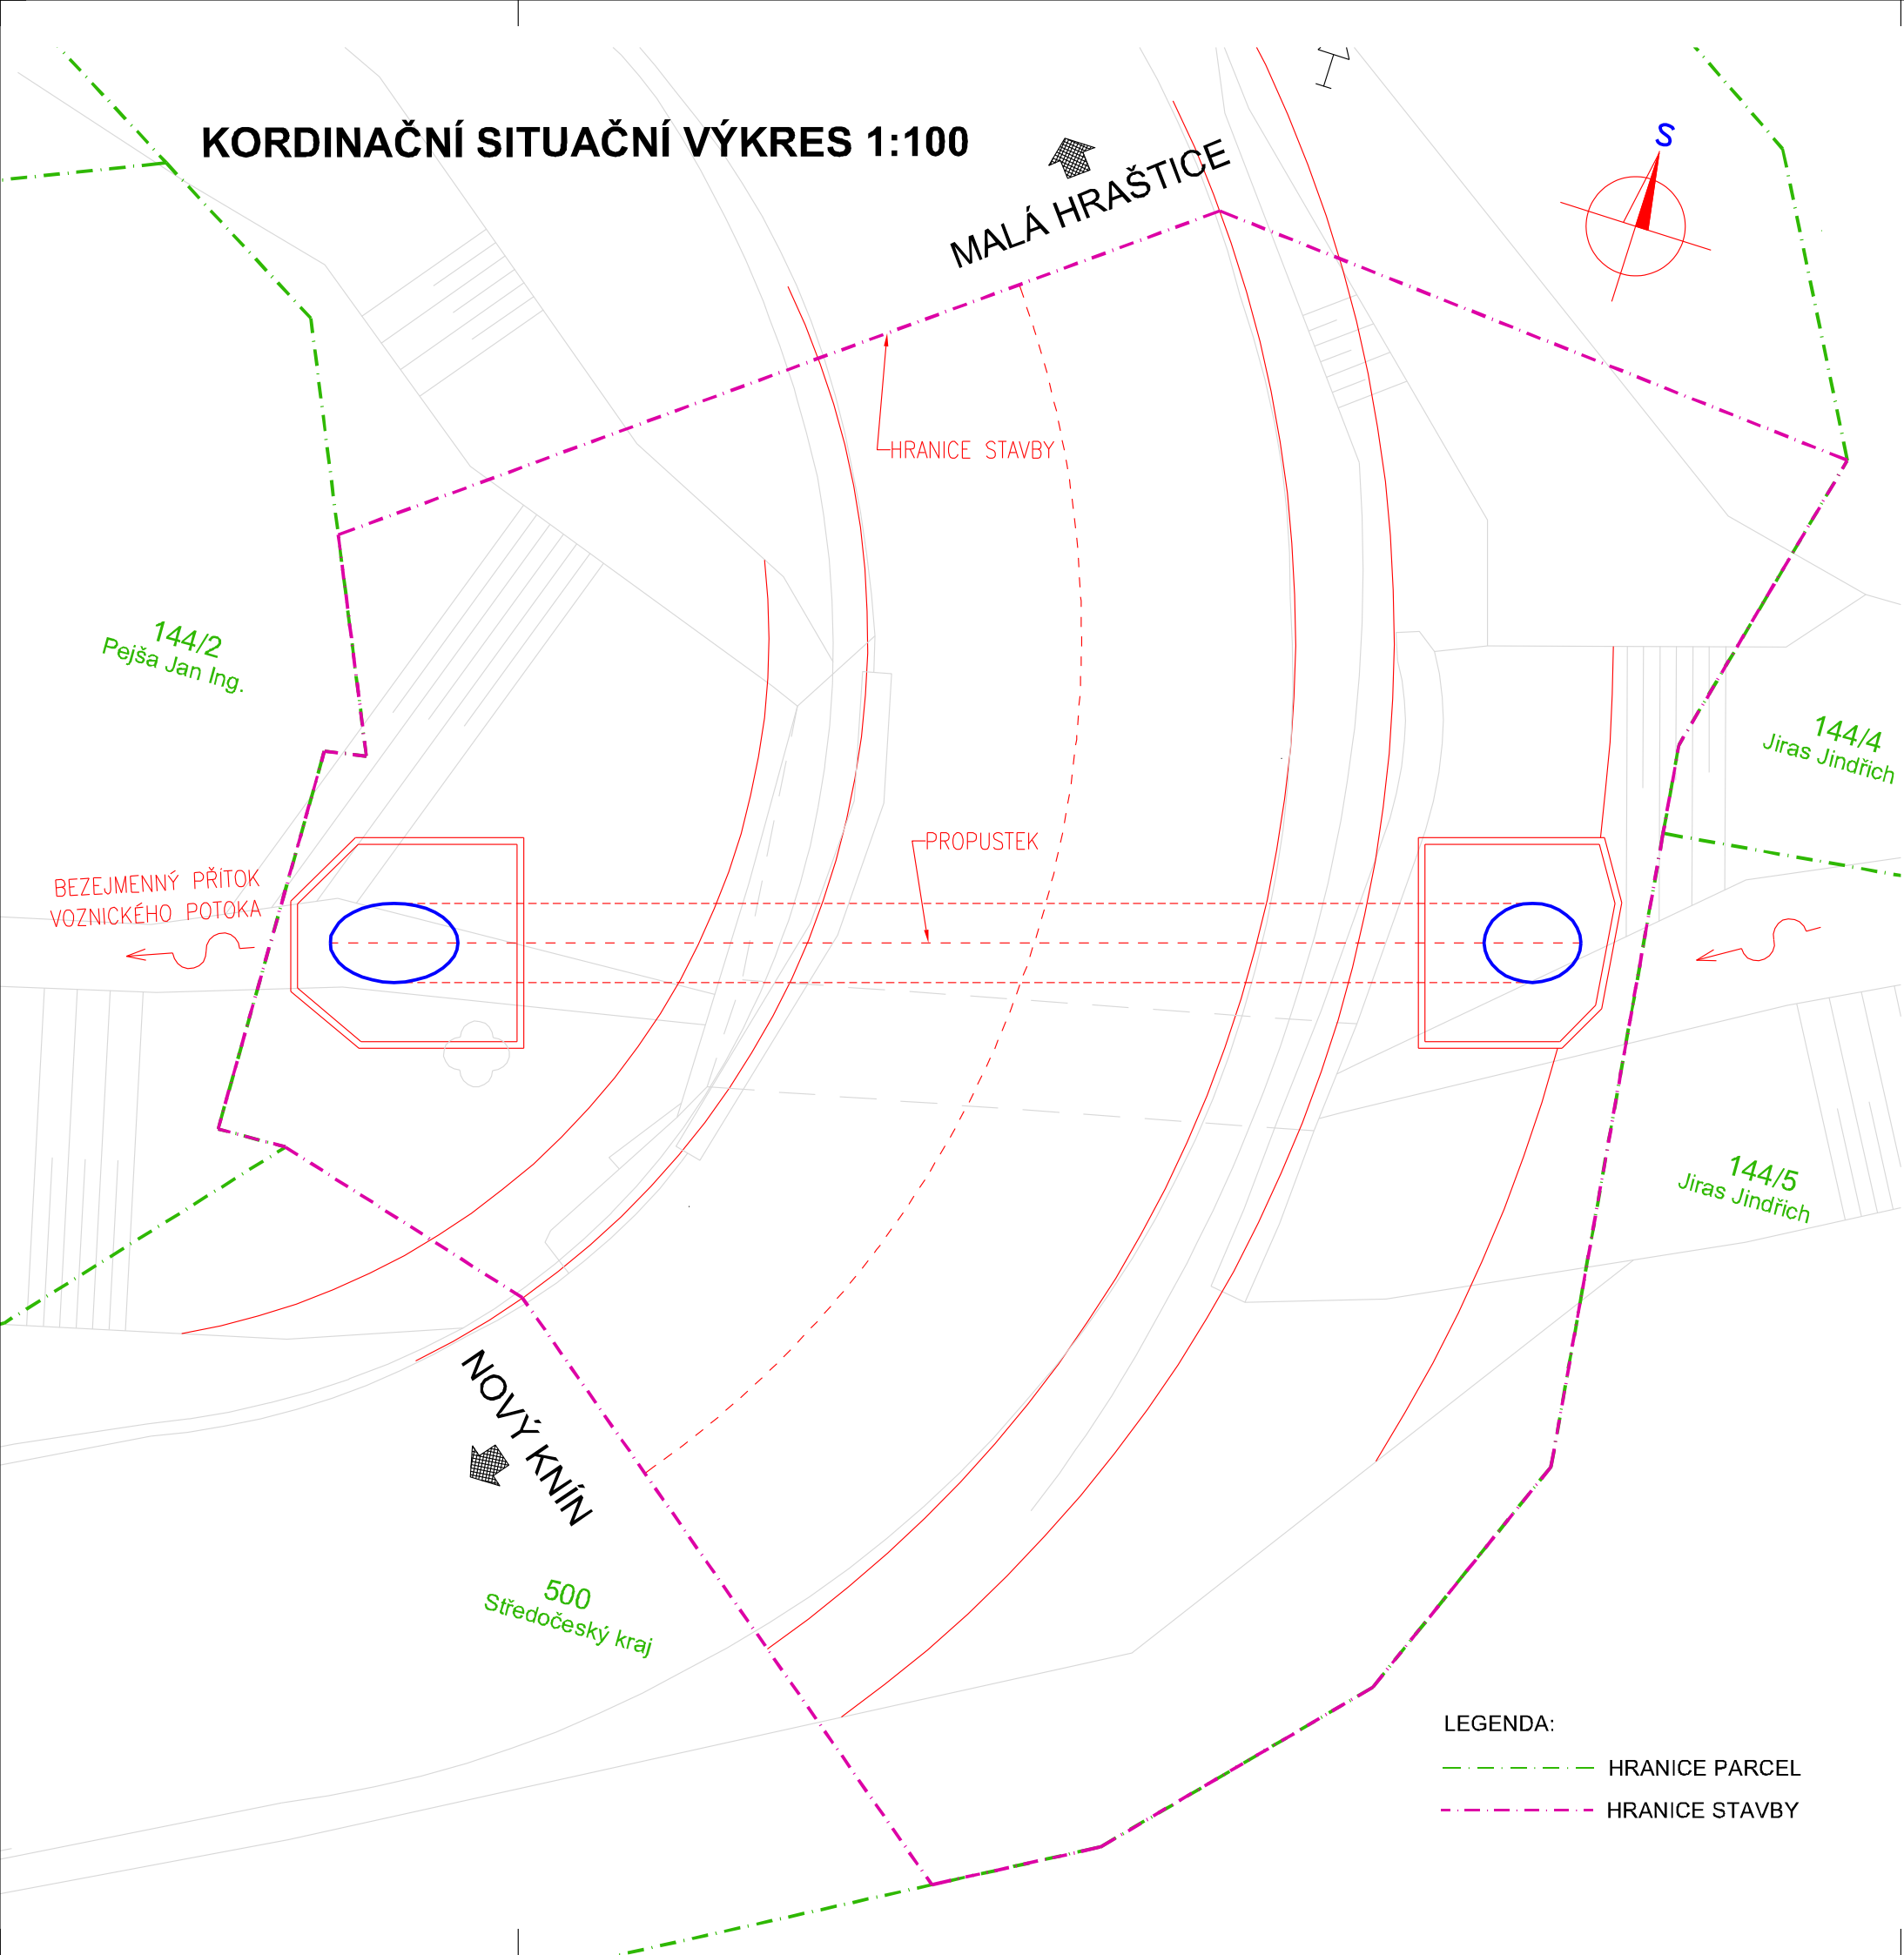 KORDINAČNÍ SITUAČNÍ VÝKRES 1:100
MALÁ HRAŠTICE
S
HRANICE STAVBY
144/2
Pejša Jan Ing.
144/4
Jiras Jindřich
PROPUSTEK
BEZEJMENNÝ PŘÍTOK
VOZNICKÉHO POTOKA
144/5
Jiras Jindřich
NOVÝ KNÍN
500
Středočeský kraj
LEGENDA:
HRANICE PARCEL
HRANICE STAVBY